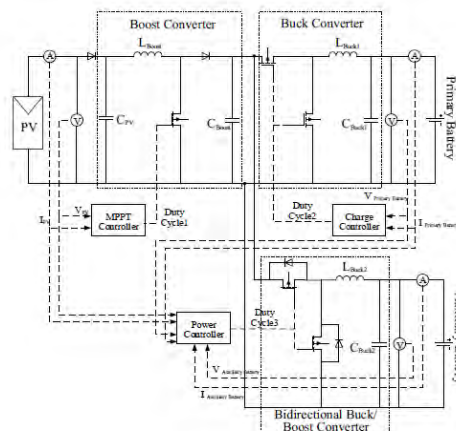 Boost Converter
Buck Converter
L Boost
L Buck1
A
A
PV
V
C PV
C Boost
C Buck1
V
Primary Battery
V PV
I PV
MPPT
Controller
Duty
Cycle1
Duty
Cycle2
Charge
Controller
V Primary Battery
I Primary Battery
L Buck2
A
Power
Controller
Duty
Cycle3
C Buck2
V
V Auxiliary Battery
I Auxiliary Battery
Bidirectional Buck/
Boost Converter